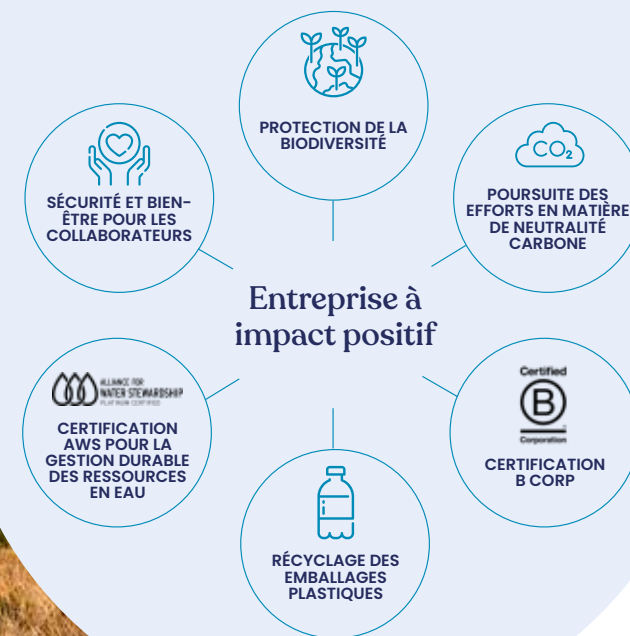 PROTECTION DE LA
BIODIVERSITÉ
CO₂
POURSUITE DES
EFFORTS EN MATIÈRE
DE NEUTRALITÉ
CARBONE
SÉCURITÉ ET BIEN-
ÊTRE POUR LES
COLLABORATEURS
Entreprise à
impact positif
ALLIANCE FOR
WATER STEWARDSHIP
PLATINUM CERTIFIED
CERTIFICATION
AWS POUR LA
GESTION DURABLE
DES RESSOURCES
EN EAU
Certified
B
Corporation
CERTIFICATION
B CORP
RÉCYCLAGE DES
EMBALLAGES
PLASTIQUES